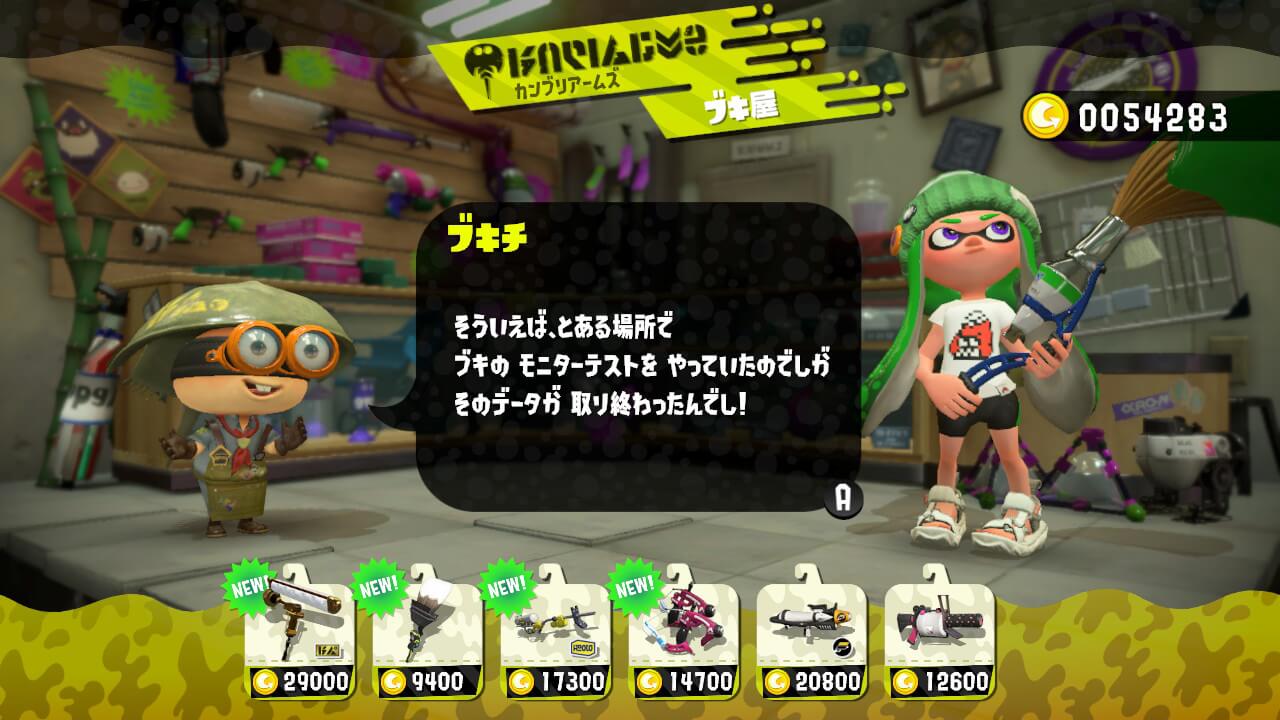 カンブリアームズ
ブキ屋
0054283
ブキチ
そういえば、とある場所で
ブキの モニターテストを やっていたのでしが
そのデータが 取り終わったんでし!
A
NEW!
NEW!
NEW!
NEW!
29000
9400
17300
14700
20800
12600